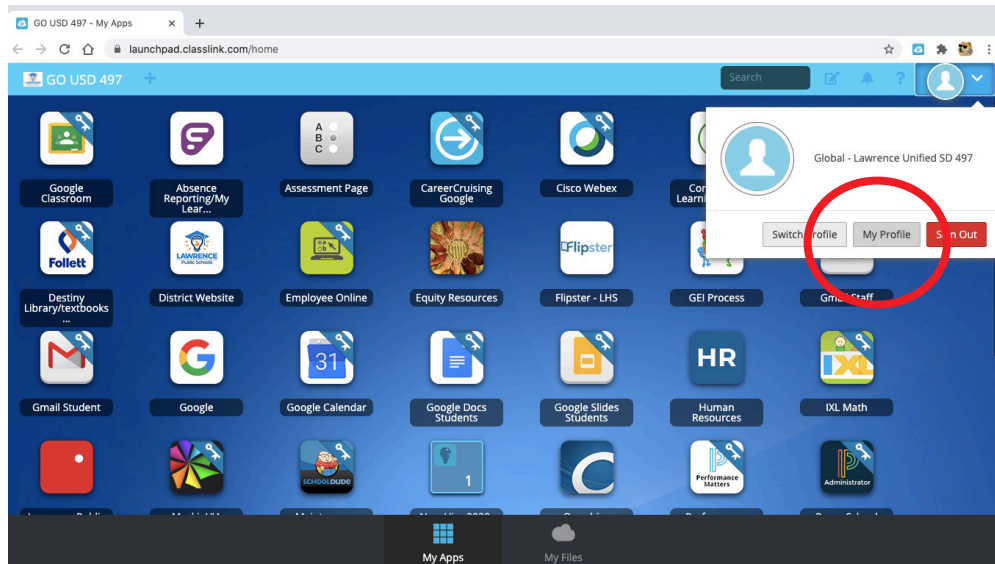 GO USD 497 - My Apps
launchpad.classlink.com/home
GO USD 497
Search
?
Global - Lawrence Unified SD 497
Switch Profile
My Profile
Sign Out
A
B
C
Google
Classroom
Absence
Reporting/My
Lear...
Assessment Page
CareerCruising
Google
Cisco Webex
Follett
LAWRENCE
Public Schools
Flipster
Destiny
Library/textbooks
...
District Website
Employee Online
Equity Resources
Flipster - LHS
GEI Process
Gmail Staff
31
HR
IXL
Gmail Student
Google
Google Calendar
Google Docs
Students
Google Slides
Students
Human
Resources
IXL Math
SCHOOLDUDE
1
Performance
Matters
Administrator
My Apps
My Files